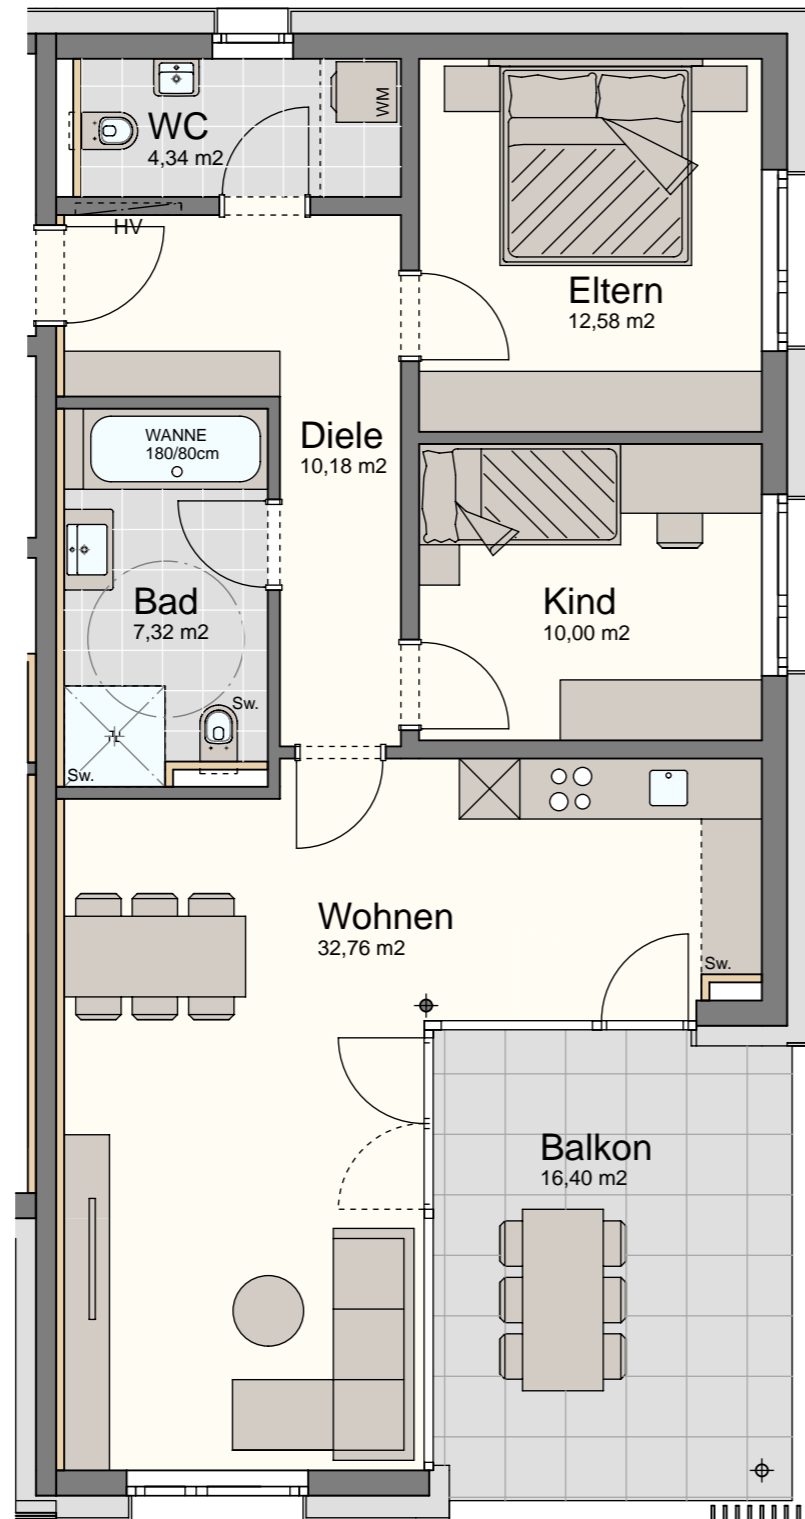 WC
4,34 m2
WM
HV
Eltern
12,58 m2
Diele
10,18 m2
WANNE
180/80cm
Bad
7,32 m2
Sw.
Sw.
Kind
10,00 m2
Wohnen
32,76 m2
Sw.
Balkon
16,40 m2